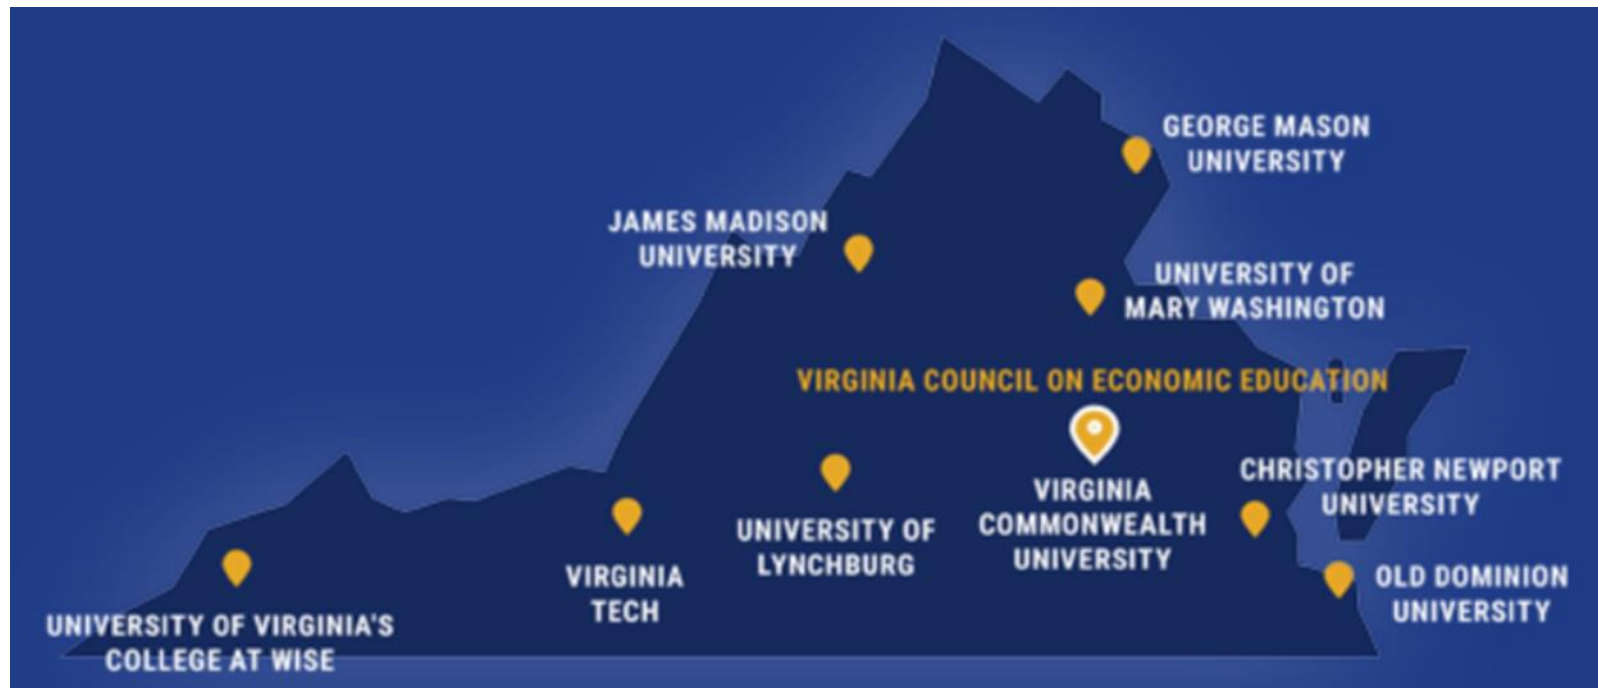 GEORGE MASON
UNIVERSITY
JAMES MADISON
UNIVERSITY
UNIVERSITY OF
MARY WASHINGTON
VIRGINIA COUNCIL ON ECONOMIC EDUCATION
VIRGINIA
COMMONWEALTH
UNIVERSITY
CHRISTOPHER NEWPORT
UNIVERSITY
UNIVERSITY OF
LYNCHBURG
VIRGINIA
TECH
OLD DOMINION
UNIVERSITY
UNIVERSITY OF VIRGINIA'S
COLLEGE AT WISE